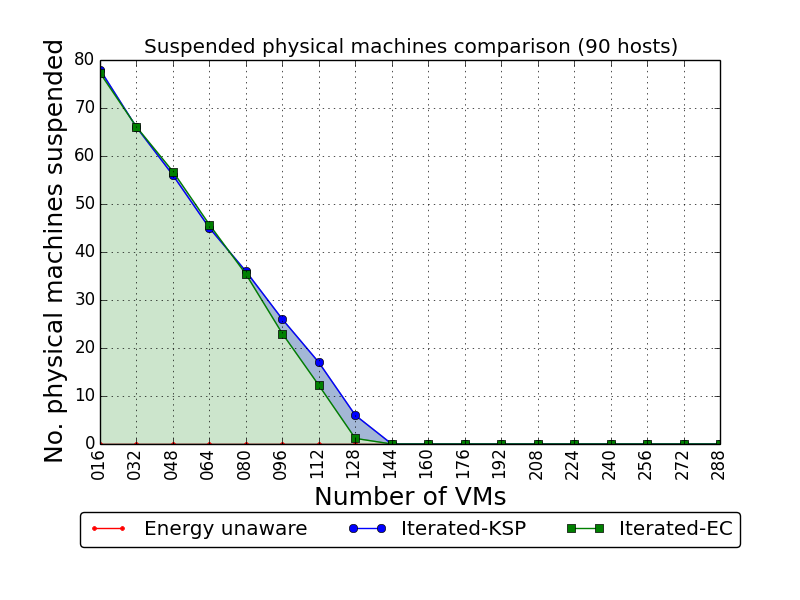 Suspended physical machines comparison (90 hosts)
No. physical machines suspended
80
70
60
50
40
30
20
10
0
016 032 048 064 080 096 112 128 144 160 176 192 208 224 240 256 272 288
Number of VMs
Energy unaware Iterated-KSP Iterated-EC